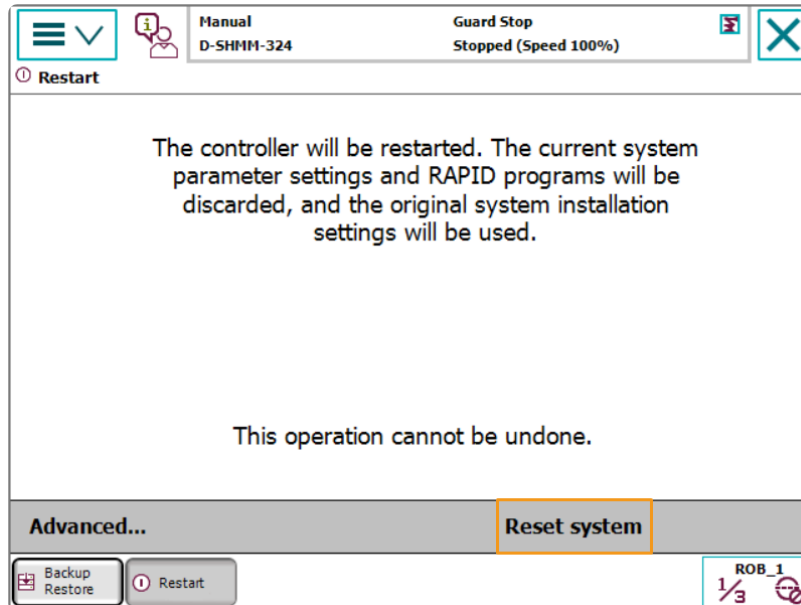 Manual
Guard Stop
D-SHMM-324
Stopped (Speed 100%)
Restart
The controller will be restarted. The current system
parameter settings and RAPID programs will be
discarded, and the original system installation
settings will be used.
This operation cannot be undone.
Advanced...
Reset system
Backup
Restore
Restart
ROB_1
1/3